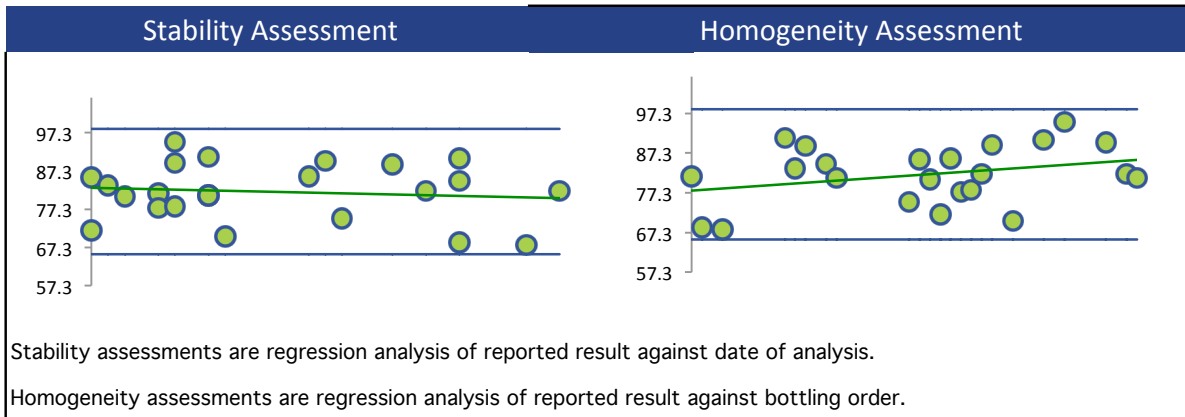 Stability Assessment
Homogeneity Assessment
97.3
87.3
77.3
67.3
57.3
97.3
87.3
77.3
67.3
57.3
Stability assessments are regression analysis of reported result against date of analysis.
Homogeneity assessments are regression analysis of reported result against bottling order.